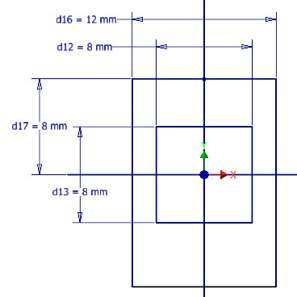 d16 = 12 mm
d12 = 8 mm
d17 = 8 mm
Y
X
d13 = 8 mm